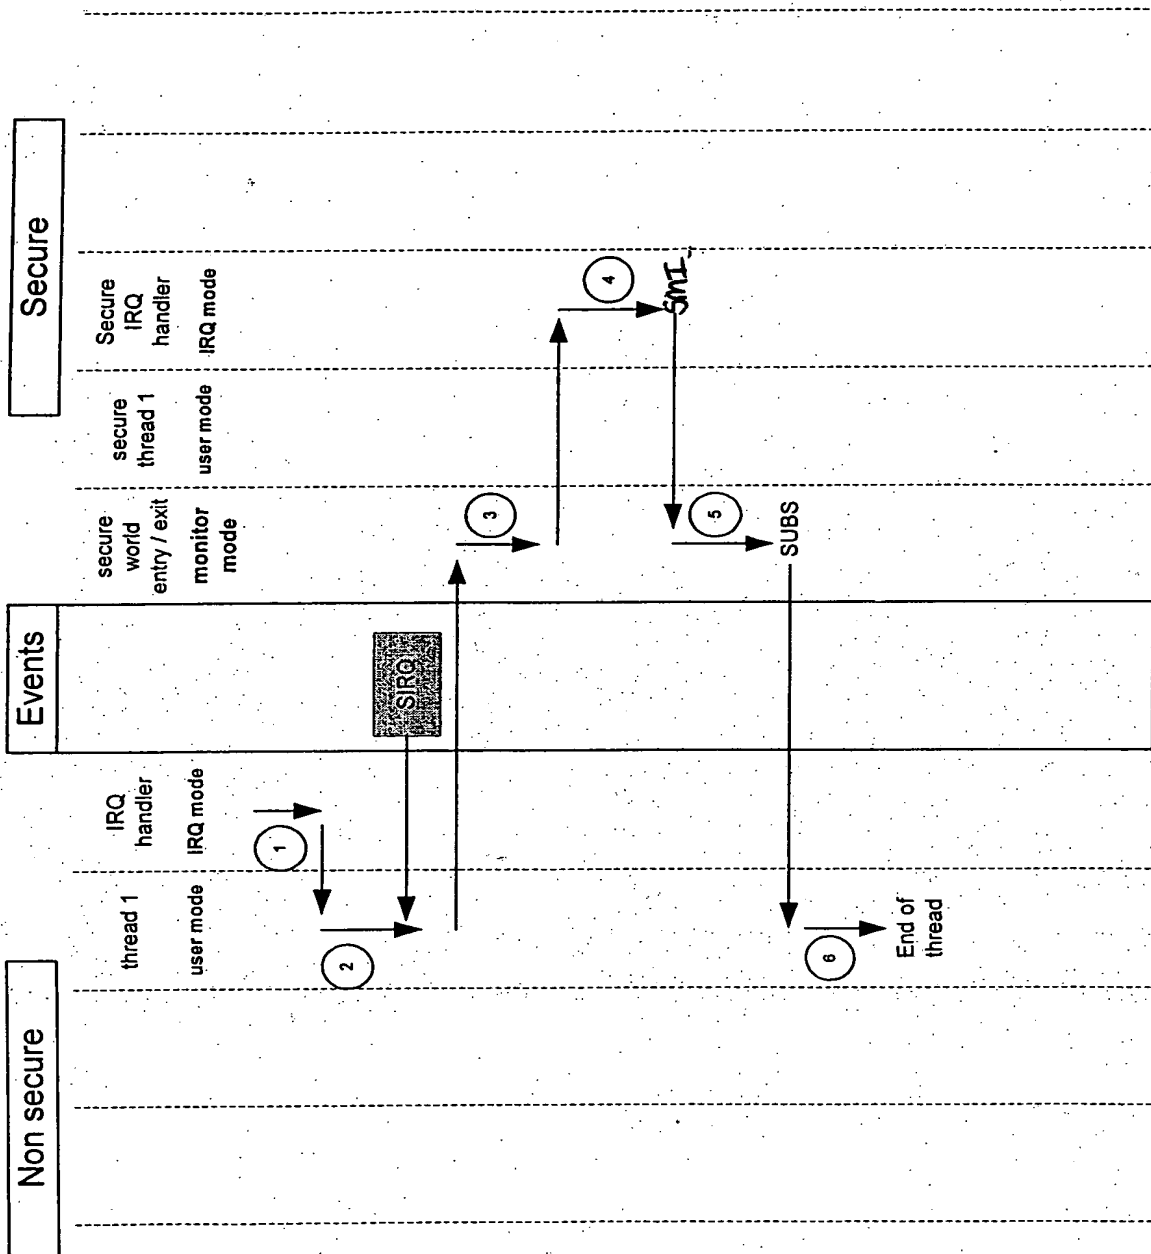 Non secure
Events
Secure
thread 1
user mode
IRQ
handler
IRQ mode
secure
world
entry / exit
monitor
mode
secure
thread 1
user mode
Secure
IRQ
handler
IRQ mode
1
2
SIRQ
3
4
SMI
5
SUBS
6
End of
thread